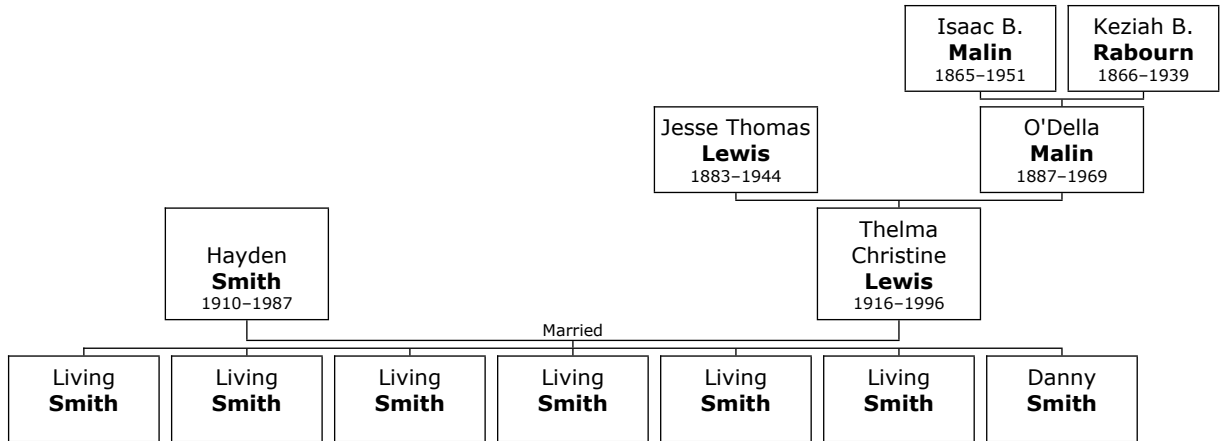 Isaac B.
Malin
1865–1951
Keziah B.
Rabourn
1866–1939
Jesse Thomas
Lewis
1883–1944
O'Della
Malin
1887–1969
Hayden
Smith
1910–1987
Thelma
Christine
Lewis
1916–1996
Married
Living
Smith
Living
Smith
Living
Smith
Living
Smith
Living
Smith
Living
Smith
Danny
Smith